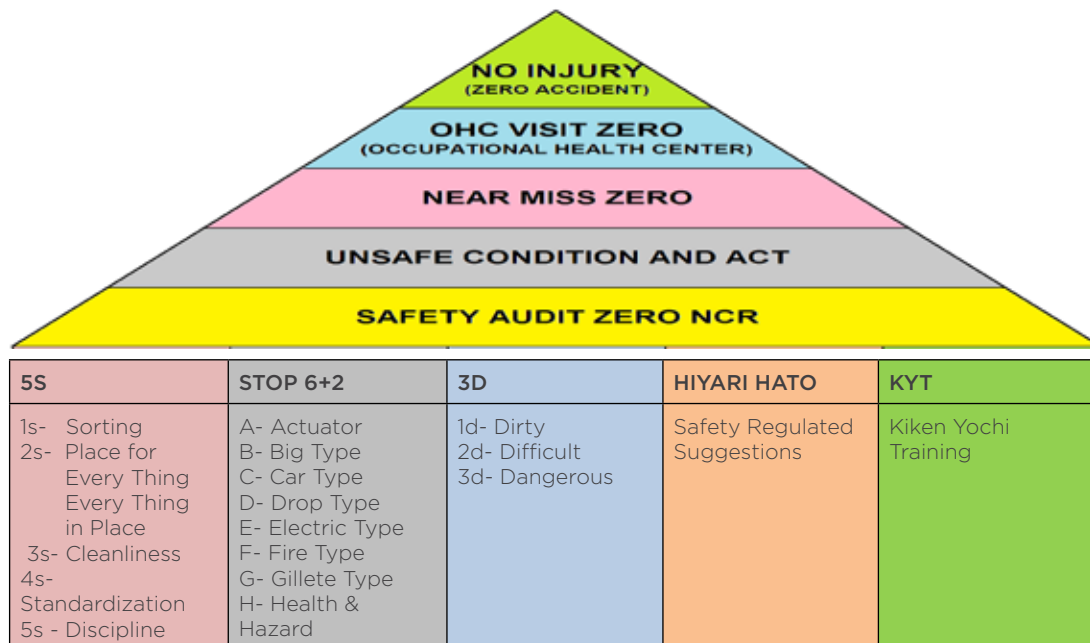 NO INJURY
(ZERO ACCIDENT)
OHC VISIT ZERO
(OCCUPATIONAL HEALTH CENTER)
NEAR MISS ZERO
UNSAFE CONDITION AND ACT
SAFETY AUDIT ZERO NCR
5S
1s- Sorting
2s- Place for
Every Thing
Every Thing
in Place
3s- Cleanliness
4s-
Standardization
5s - Discipline
STOP 6+2
A- Actuator
B- Big Type
C- Car Type
D- Drop Type
E- Electric Type
F- Fire Type
G- Gillete Type
H- Health &
Hazard
3D
1d- Dirty
2d- Difficult
3d- Dangerous
HIYARI HATO
Safety Regulated
Suggestions
KYT
Kiken Yochi
Training